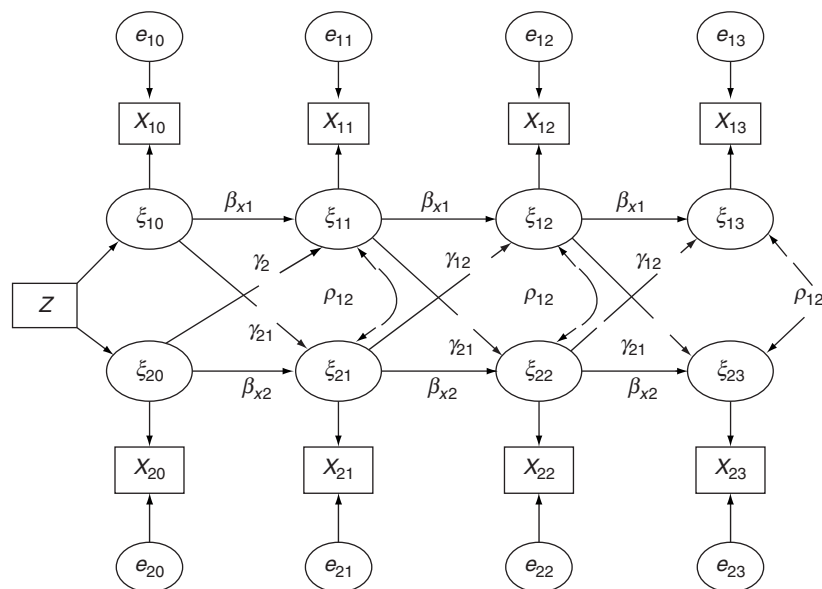 e10 e11 e12 e13
X10 X11 X12 X13
βx1 βx1 βx1
ξ10 ξ11 ξ12 ξ13
γ2 γ12 γ12
Z ρ12 ρ12 ρ12
γ21 γ21 γ21
ξ20 ξ21 ξ22 ξ23
βx2 βx2 βx2
X20 X21 X22 X23
e20 e21 e22 e23